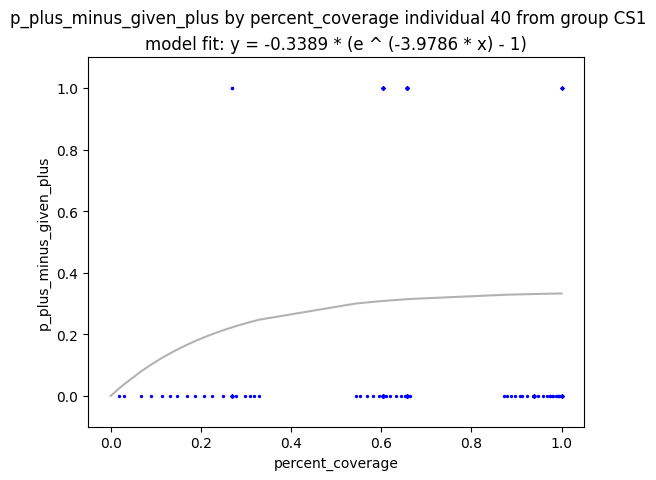 p_plus_minus_given_plus by percent_coverage individual 40 from group CS1
model fit: y = -0.3389 * (e ^ (-3.9786 * x) - 1)
1.0
0.8
0.6
0.4
0.2
0.0
p_plus_minus_given_plus
0.0 0.2 0.4 0.6 0.8 1.0
percent_coverage